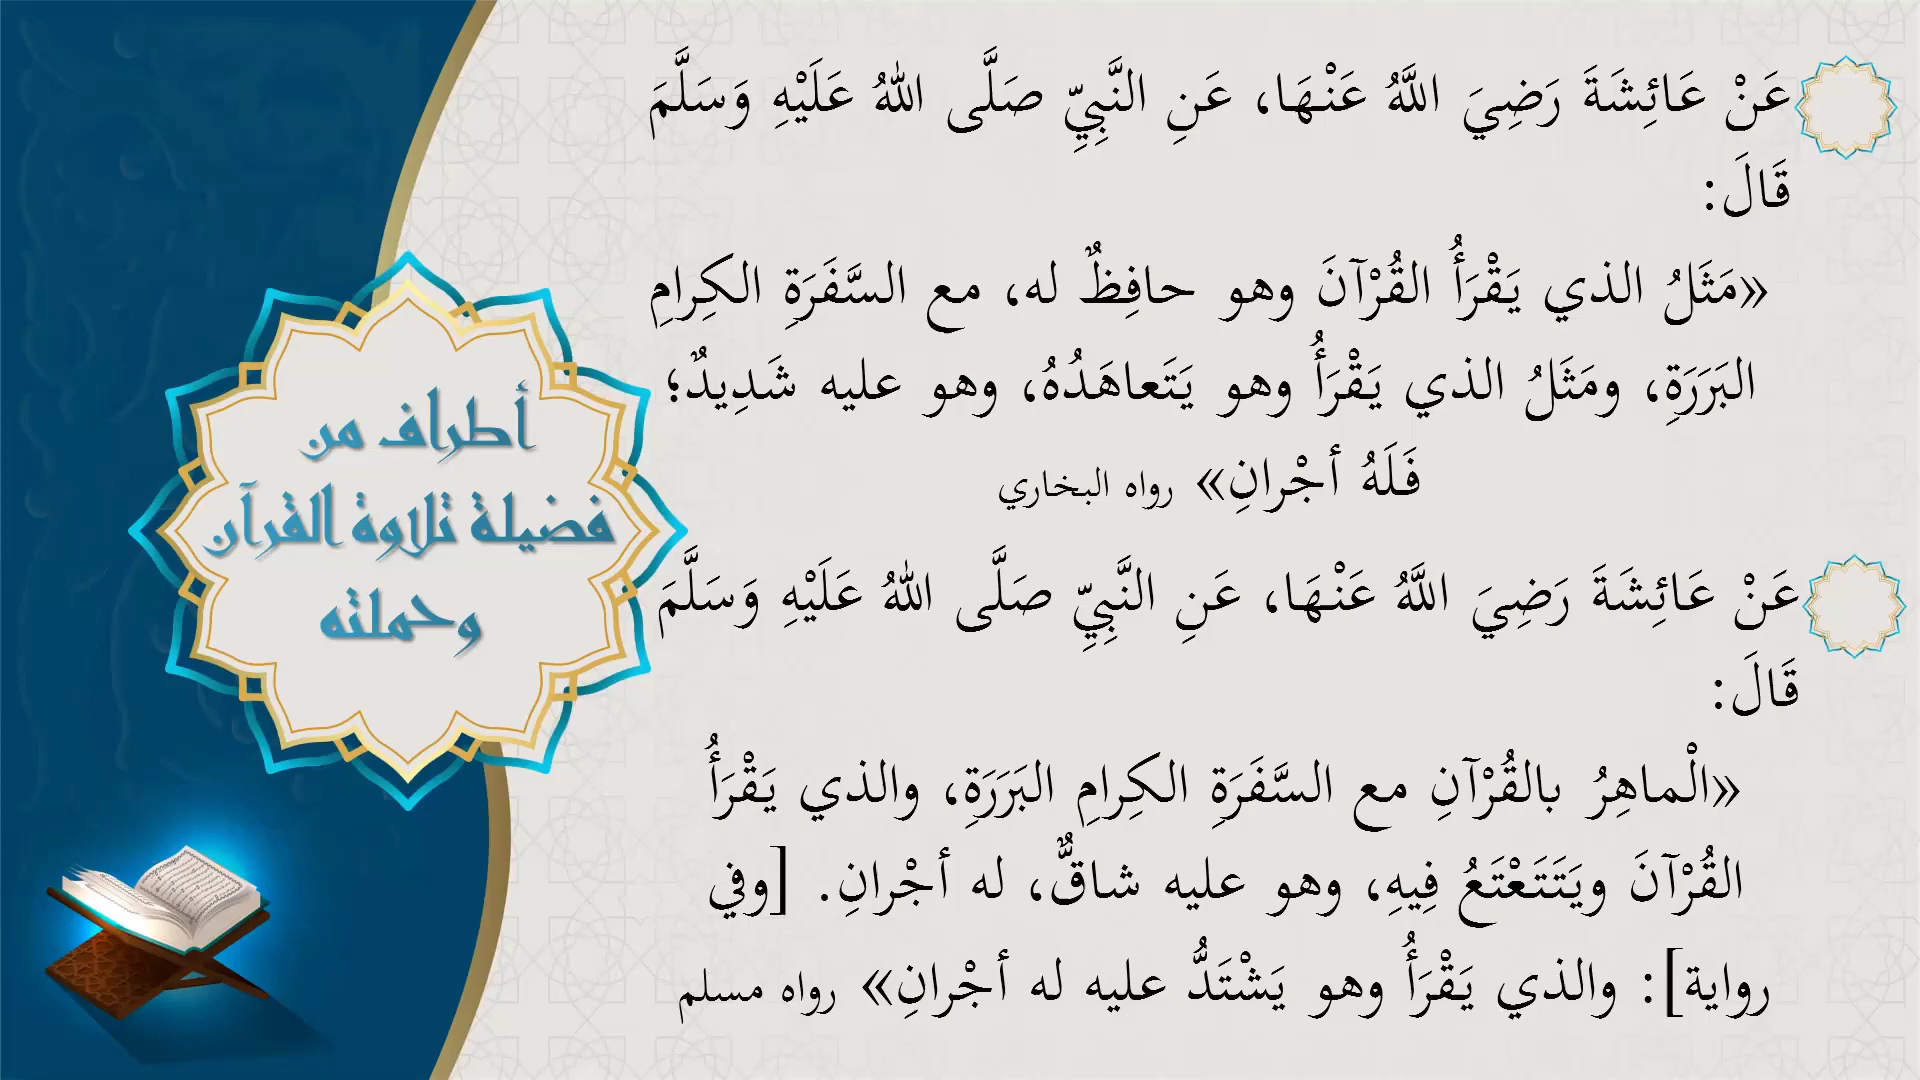 عَنْ عَائِشَةَ رَضِيَ اللَّهُ عَنْهَا، عَنِ النَّبِيِّ صَلَّى اللهُ عَلَيْهِ وَسَلَّمَ
قَالَ:
«مَثَلُ الذي يَقْرَأُ القُرْآنَ وهو حافِظٌ له، مع السَّفَرَةِ الكِرامِ
البَرَرَةِ، ومَثَلُ الذي يَقْرَأُ وهو يَتَعاهَدُهُ، وهو عليه شَدِيدٌ؛
فَلَهُ أجْرانِ» رواه البخاري
عَنْ عَائِشَةَ رَضِيَ اللَّهُ عَنْهَا، عَنِ النَّبِيِّ صَلَّى اللهُ عَلَيْهِ وَسَلَّمَ
قَالَ:
«الْماهِرُ بالقُرْآنِ مع السَّفَرَةِ الكِرامِ البَرَرَةِ، والذي يَقْرَأُ
القُرْآنَ ويَتَتَعْتَعُ فِيهِ، وهو عليه شاقٌّ، له أجْرانِ. [وفي
رواية]: والذي يَقْرَأُ وهو يَشْتَدُّ عليه له أجْرانِ» رواه مسلم
أطراف من
فضيلة تلاوة القرآن
وحملته